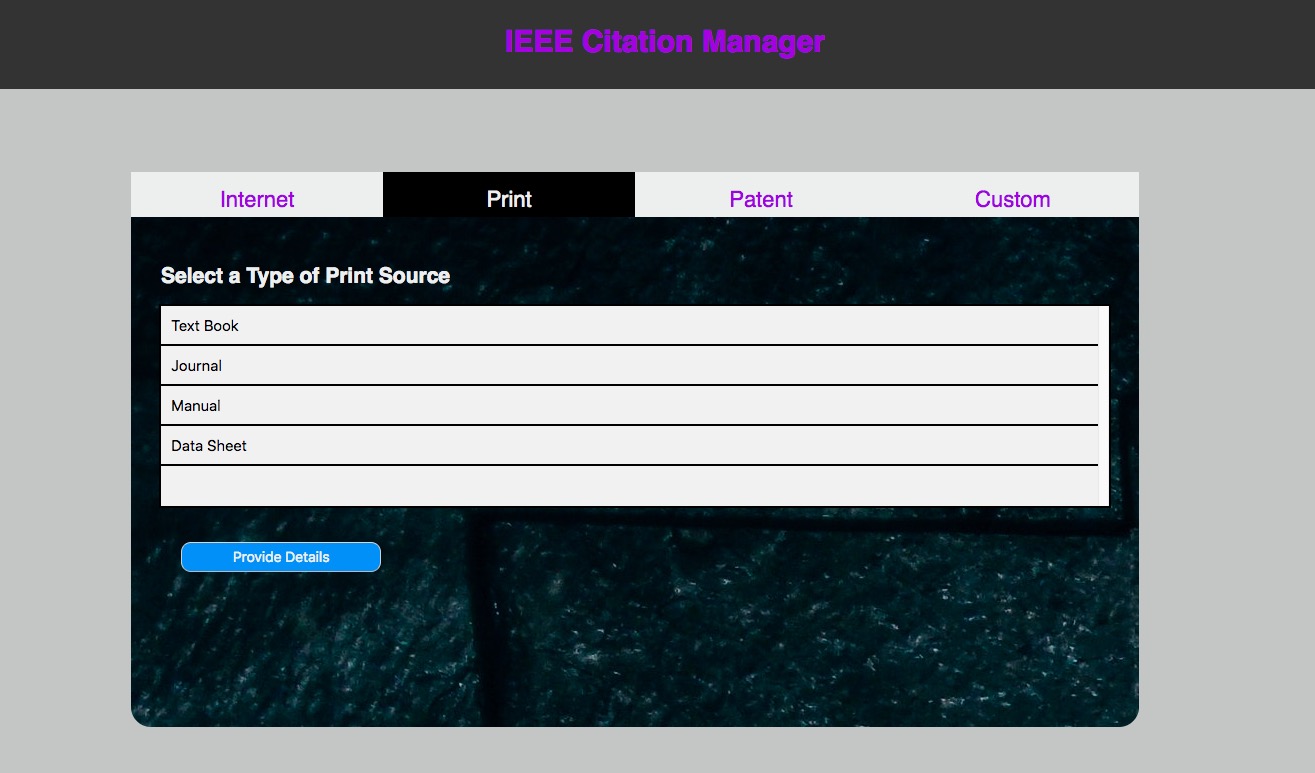 IEEE Citation Manager
Internet Print Patent Custom
Select a Type of Print Source
Text Book
Journal
Manual
Data Sheet
Provide Details